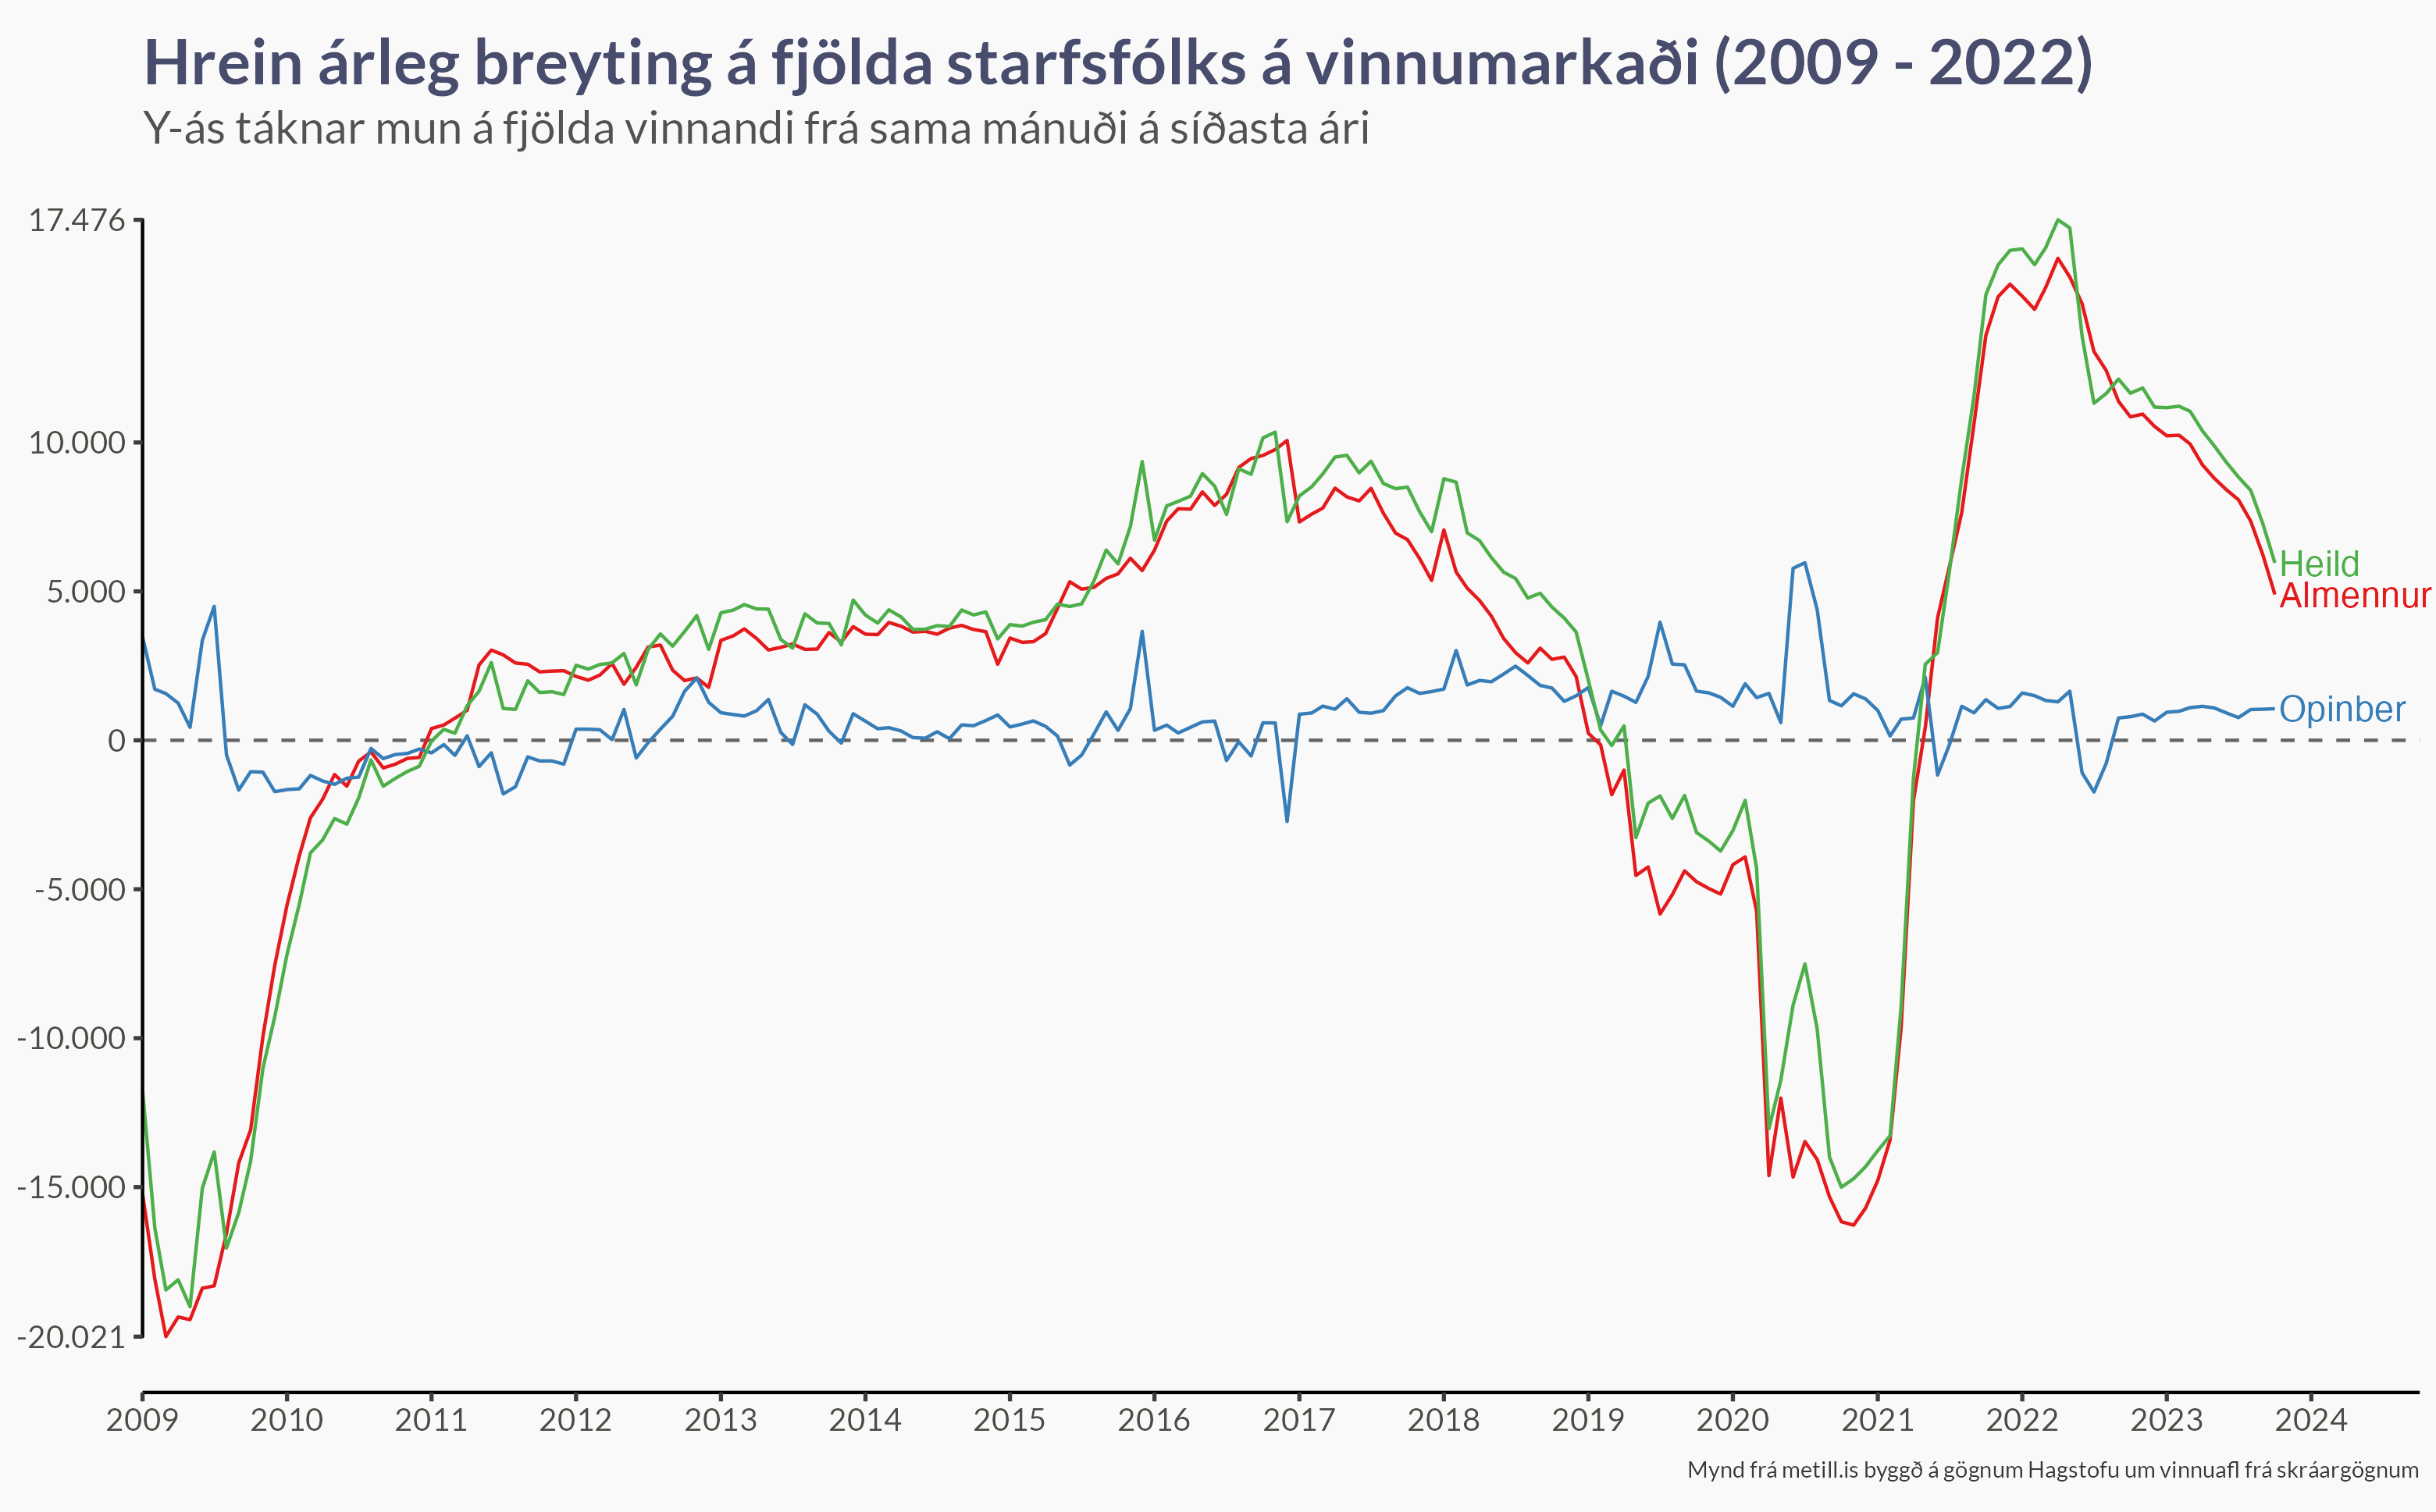 Hrein árleg breyting á fjölda starfsfólks á vinnumarkaði (2009 - 2022)
Y-ás táknar mun á fjölda vinnandi frá sama mánuði á síðasta ári
17.476
10.000
5.000
0
-5.000
-10.000
-15.000
-20.021
Heild
Almennur
Opinber
2009 2010 2011 2012 2013 2014 2015 2016 2017 2018 2019 2020 2021 2022 2023 2024
Mynd frá metill.is byggð á gögnum Hagstofu um vinnuafl frá skráargögnum